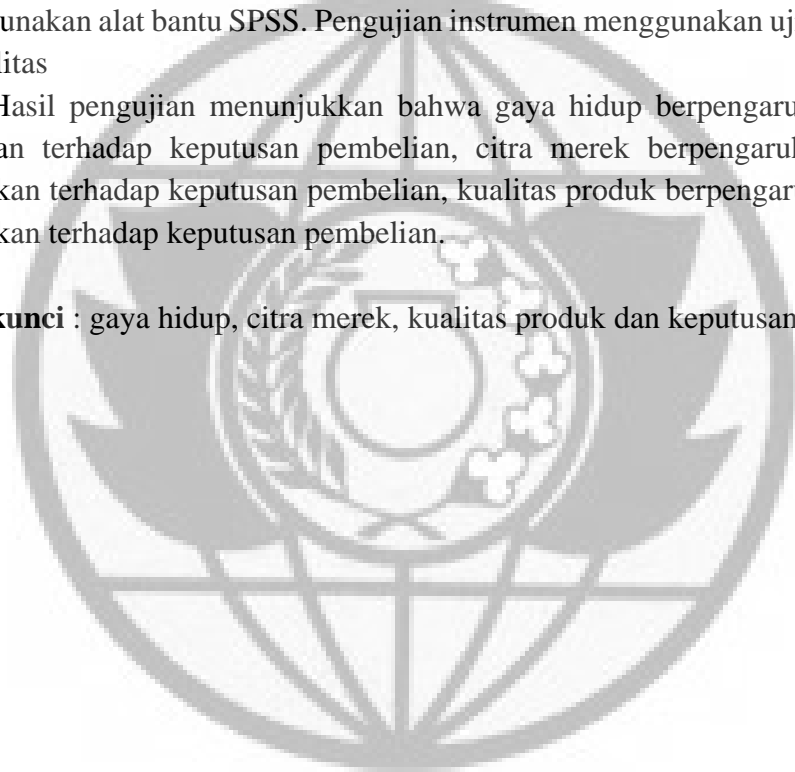 unakan alat bantu SPSS. Pengujian instrumen menggunakan uj
litas
Hasil pengujian menunjukkan bahwa gaya hidup berpengaru
an terhadap keputusan pembelian, citra merek berpengaruh
kan terhadap keputusan pembelian, kualitas produk berpengar
kan terhadap keputusan pembelian.
kunci : gaya hidup, citra merek, kualitas produk dan keputusan